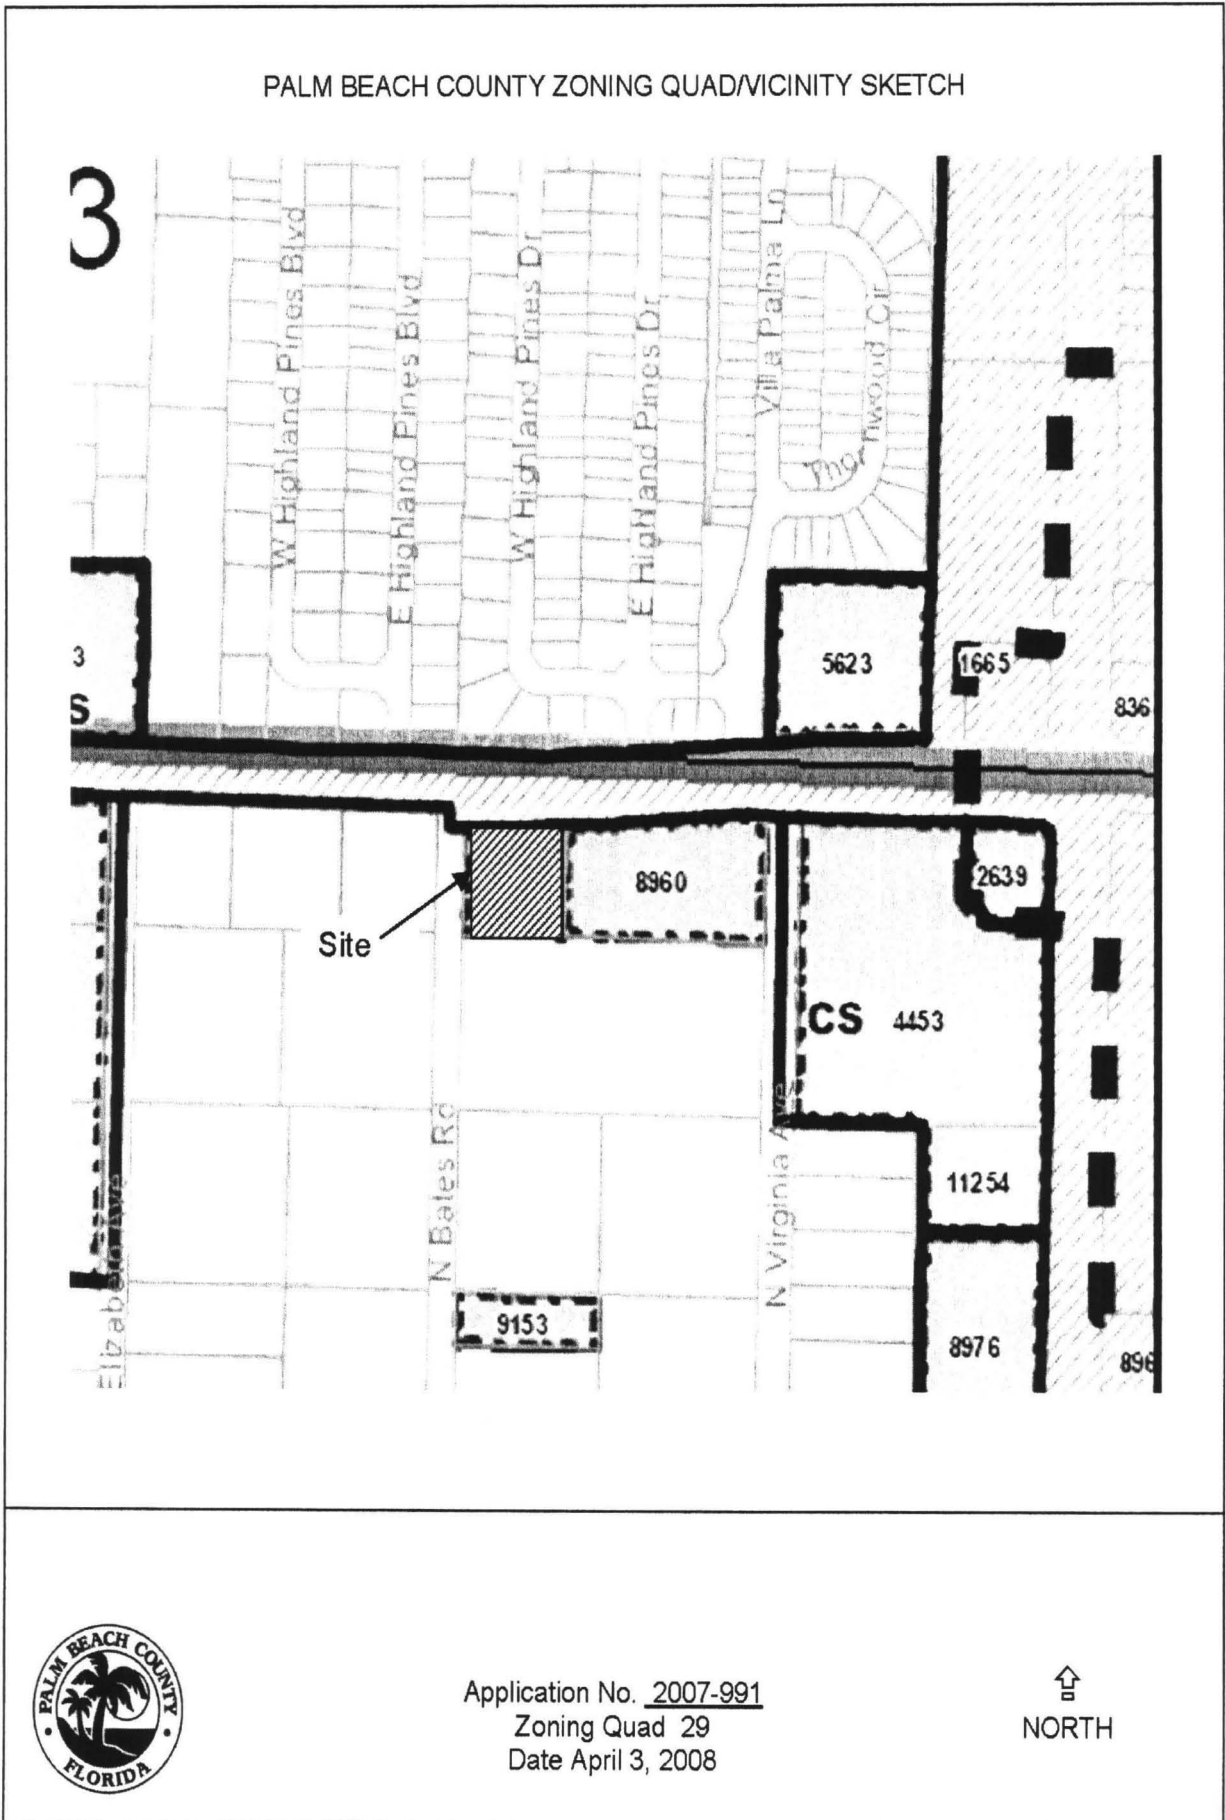 PALM BEACH COUNTY ZONING QUAD/VICINITY SKETCH
3
W Highland Pines Blvd
E Highland Pines Blvd
W Highland Pines Dr
E Highland Pines Dr
Villa Palma Ln
Thornwood Cir
3
S
5623
1665
836
8960
2639
Site
CS 4453
11254
N Bales Rd
N Virginia Ave
Elizabeth Ave
9153
8976
896
PALM BEACH COUNTY
FLORIDA
Application No. 2007-991
Zoning Quad 29
Date April 3, 2008
NORTH